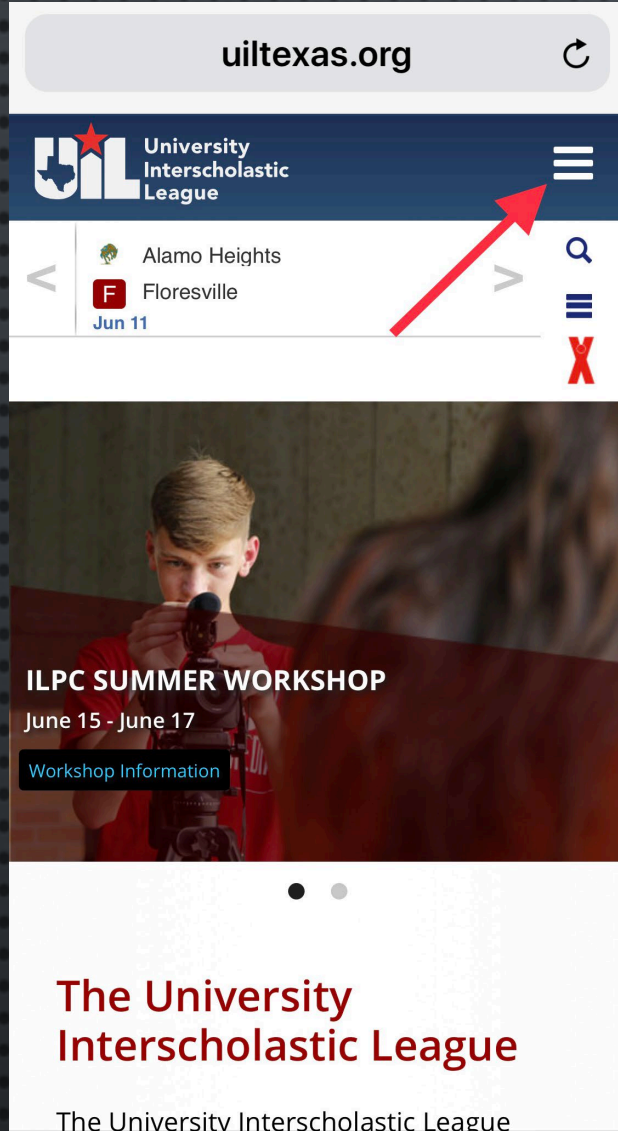 uiltexas.org
UIL
University
Interscholastic
League
< Alamo Heights >
F Floresville
Jun 11
ILPC SUMMER WORKSHOP
June 15 - June 17
Workshop Information
The University
Interscholastic League
The University Interscholastic League